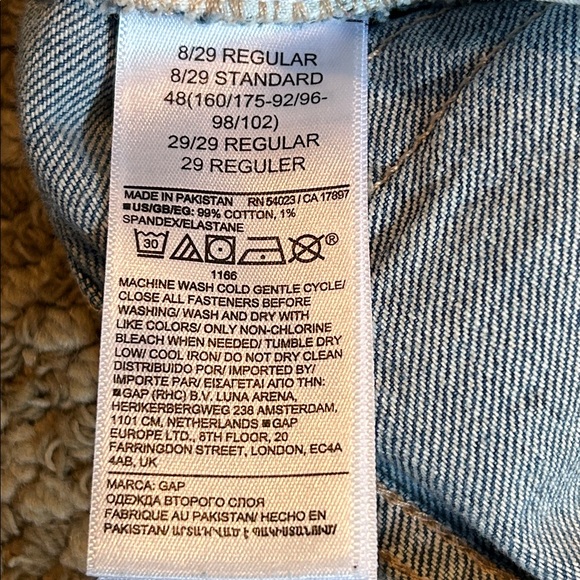 8/29 REGULAR
8/29 STANDARD
48(160/175-92/96-
98/102)
29/29 REGULAR
29 REGULER
MADE IN PAKISTAN RN 54023 / CA 17897
■US/GB/EG: 99% COTTON, 1%
SPANDEX/ELASTANE
30 ®
1166
MACHINE WASH COLD GENTLE CYCLE/
CLOSE ALL FASTENERS BEFORE
WASHING/ WASH AND DRY WITH
LIKE COLORS/ ONLY NON-CHLORINE
BLEACH WHEN NEEDED/ TUMBLE DRY
LOW/ COOL IRON/ DO NOT DRY CLEAN
DISTRIBUIDO POR/ IMPORTED BY/
IMPORTE PAR/ ΕΙΣΑΓΕΤΑΙ ΑΠΟ ΤΗΝ:
■GAP (RHC) B.V. LUNA ARENA,
HERIKERBERGWEG 238 AMSTERDAM,
1101 CM, NETHERLANDS ■GAP
EUROPE LTD., 8TH FLOOR, 20
FARRINGDON STREET, LONDON, EC4A
4AB, UK
MARCA: GAP
ОДЕЖДА ВТОРОГО СЛОЯ
FABRIQUE AU PAKISTAN/ HECHO EN
PAKISTAN/ ԱՐՏԱԴՐՎԱԾ Է ՊԱԿԻՍՏԱՆՈՒՄ/